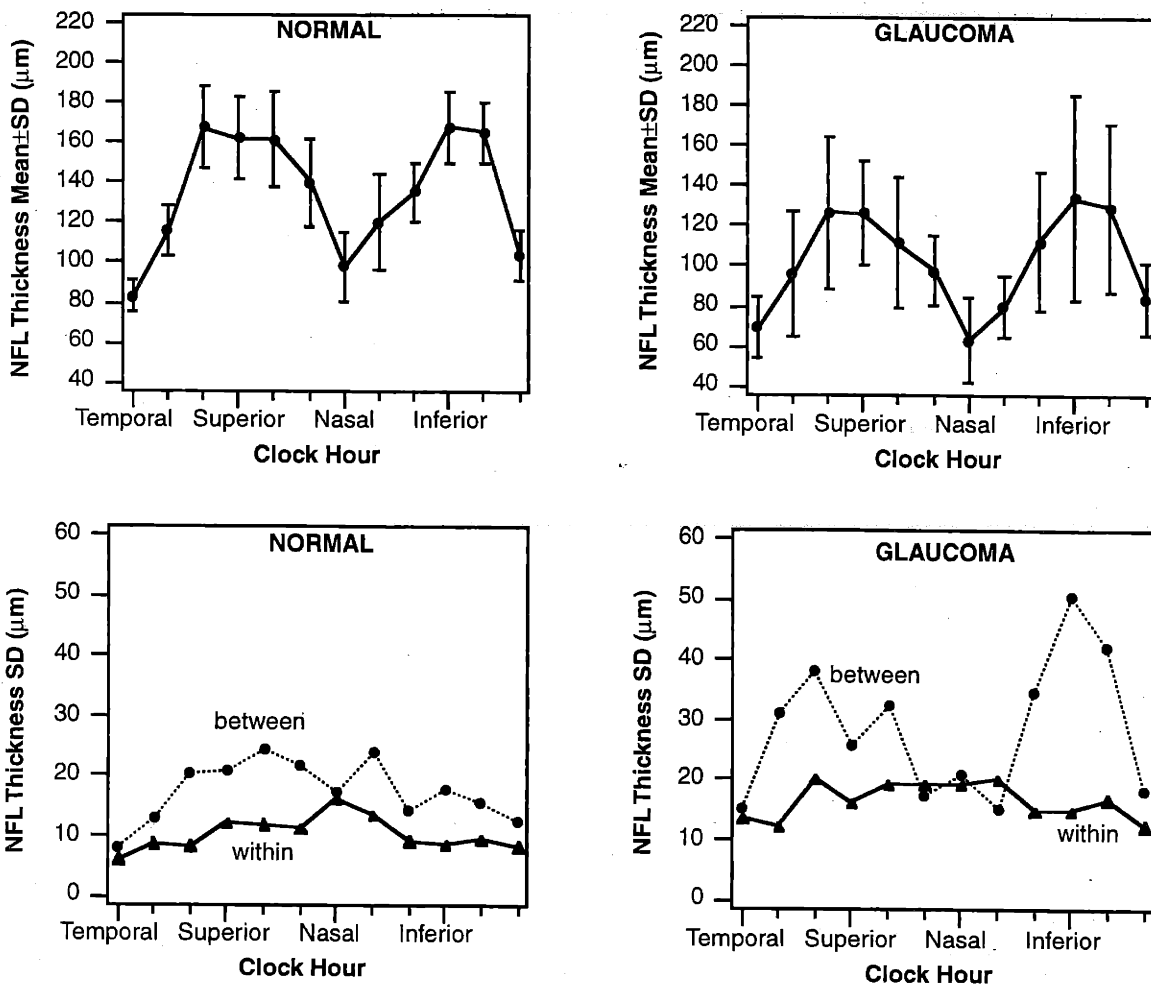 NORMAL
NFL Thickness Mean±SD (μm)
220
200
180
160
140
120
100
80
60
40
Temporal Superior Nasal Inferior
Clock Hour
GLAUCOMA
NFL Thickness Mean±SD (μm)
220
200
180
160
140
120
100
80
60
40
Temporal Superior Nasal Inferior
Clock Hour
NORMAL
NFL Thickness SD (μm)
60
50
40
30
20
10
0
between
within
Temporal Superior Nasal Inferior
Clock Hour
GLAUCOMA
NFL Thickness SD (μm)
60
50
40
30
20
10
0
between
within
Temporal Superior Nasal Inferior
Clock Hour